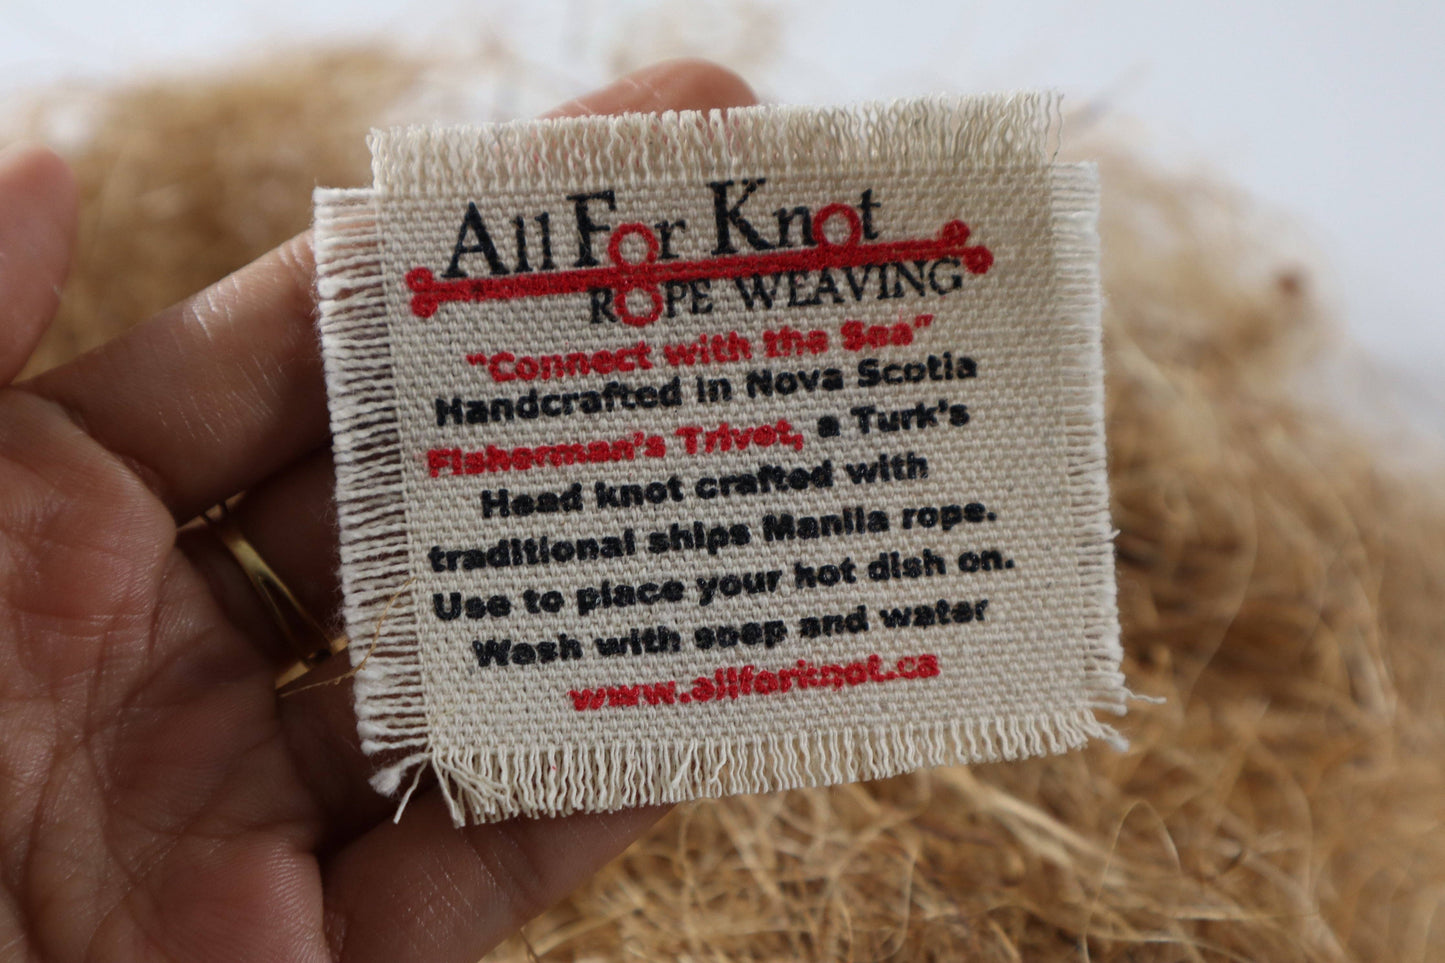 All For Knot
ROPE WEAVING
"Connect with the Sea"
Handcrafted in Nova Scotia
Fisherman's Trivet, a Turk's
Head knot crafted with
traditional ships Manila rope.
Use to place your hot dish on.
Wash with soap and water
www.allforknot.ca